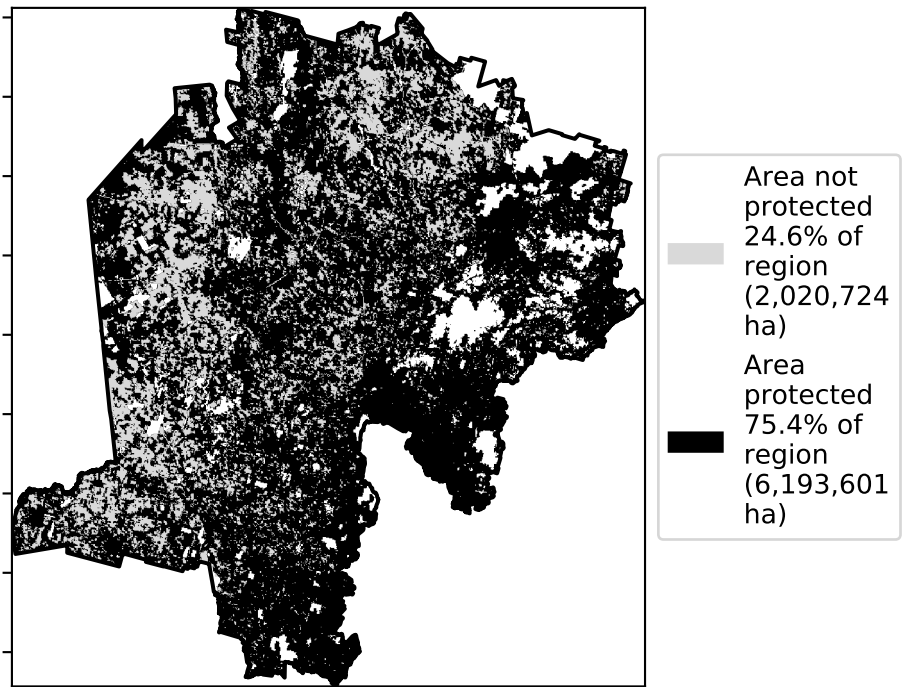 Area not
protected
24.6% of
region
(2,020,724
ha)
Area
protected
75.4% of
region
(6,193,601
ha)